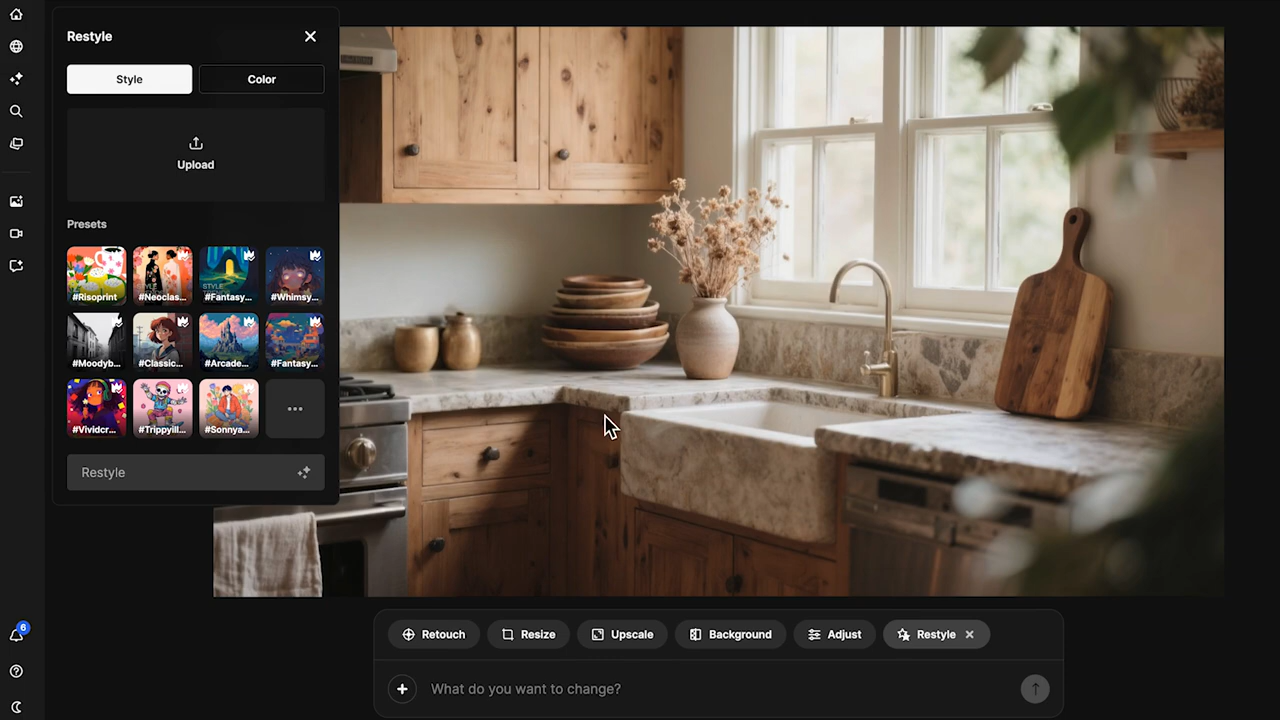 Restyle
Style
Color
Upload
Presets
#Risoprint
#Neoclas...
#Fantasy...
#Whimsy...
#Moodyb...
#Classic...
#Arcade...
#Fantasy...
#Vividcr...
#Trippyill...
#Sonnya...
Restyle
6
Retouch
Resize
Upscale
Background
Adjust
Restyle
What do you want to change?